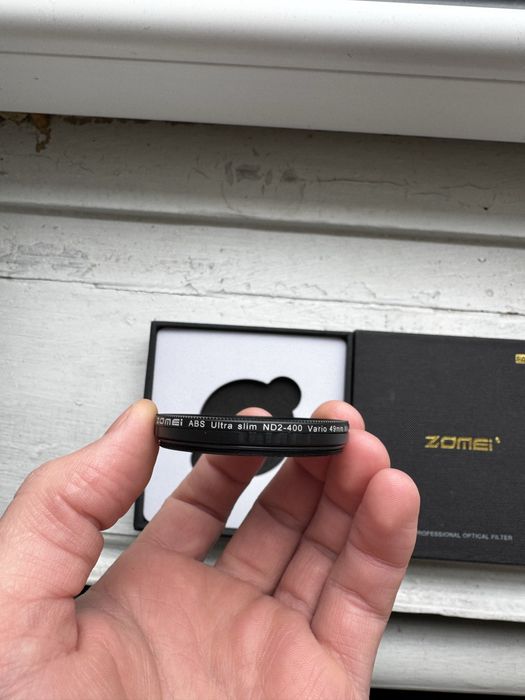 ZOMEi ABS Ultra slim ND2-400 Vario 49mm
ZOMEi
PROFESSIONAL OPTICAL FILTER